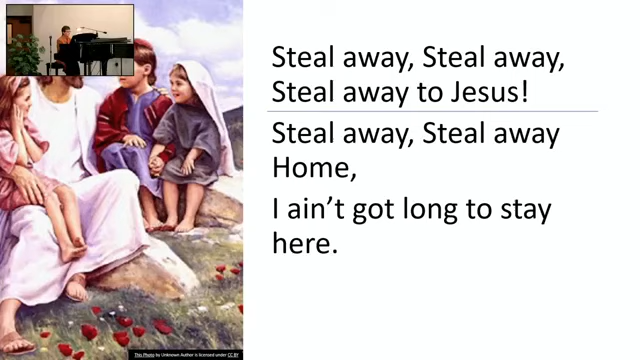 Steal away, Steal away,
Steal away to Jesus!
Steal away, Steal away
Home,
I ain’t got long to stay
here.
This Photo by Unknown Author is licensed under CC BY